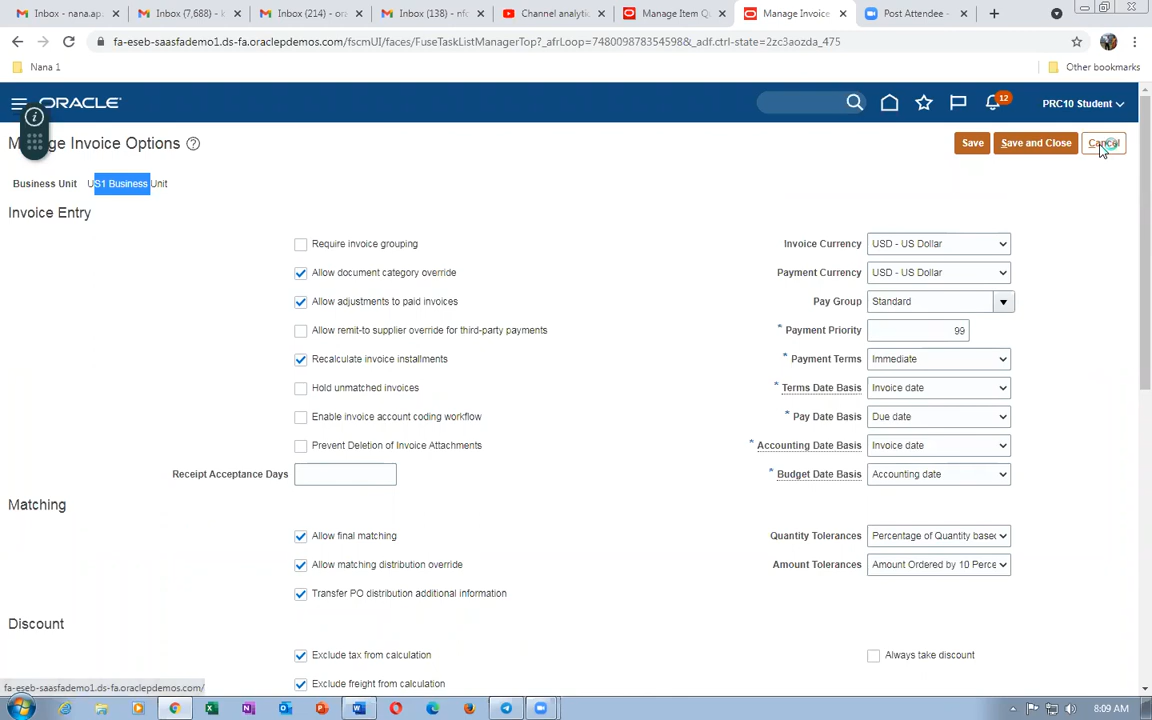 Inbox - nana.ap
Inbox (7,688) - k
Inbox (214) - or
Inbox (138) - nfc
Channel analytic
Manage Item Qu
Manage Invoice
Post Attendee -
fa-eseb-saasfademo1.ds-fa.oraclepdemos.com/fscmUI/faces/FuseTaskListManagerTop?_afrLoop=748009878354598&_adf.ctrl-state=2zc3aozda_475
Nana 1
Other bookmarks
ORACLE
12
PRC10 Student
ge Invoice Options
Save
Save and Close
Cancel
Business Unit US1 Business Unit
Invoice Entry
Require invoice grouping
Invoice Currency USD - US Dollar
Allow document category override
Payment Currency USD - US Dollar
Allow adjustments to paid invoices
Pay Group Standard
Allow remit-to supplier override for third-party payments
* Payment Priority 99
Recalculate invoice installments
* Payment Terms Immediate
Hold unmatched invoices
* Terms Date Basis Invoice date
Enable invoice account coding workflow
* Pay Date Basis Due date
Prevent Deletion of Invoice Attachments
* Accounting Date Basis Invoice date
Receipt Acceptance Days
* Budget Date Basis Accounting date
Matching
Allow final matching
Quantity Tolerances Percentage of Quantity based
Allow matching distribution override
Amount Tolerances Amount Ordered by 10 Perce
Transfer PO distribution additional information
Discount
Exclude tax from calculation
Always take discount
Exclude freight from calculation
fa-eseb-saasfademo1.ds-fa.oraclepdemos.com/
8:09 AM